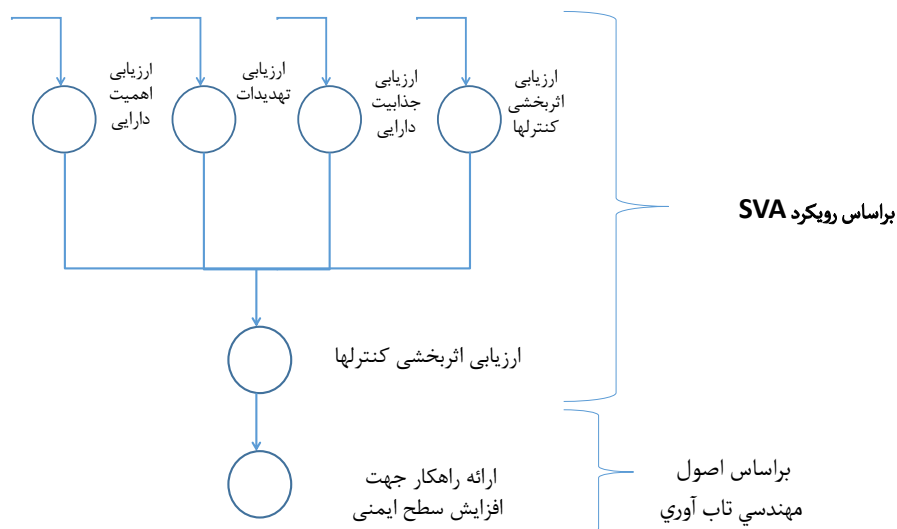 ارزیابی
اثربخشی
کنترلها
ارزیابی
جذابیت
دارایی
ارزیابی
تهدیدات
ارزیابی
اهمیت
دارایی
براساس رویکرد SVA
ارزیابی اثربخشی کنترلها
ارائه راهکار جهت
افزایش سطح ایمنی
براساس اصول
مهندسي تاب آوري